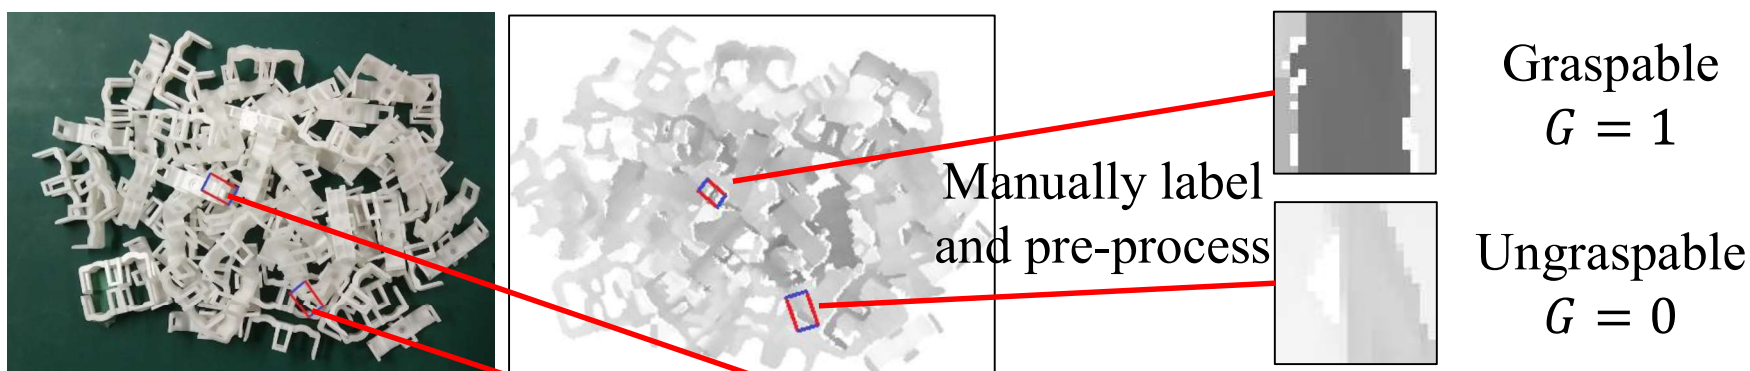 Graspable
G = 1
Manually label
and pre-process
Ungraspable
G = 0